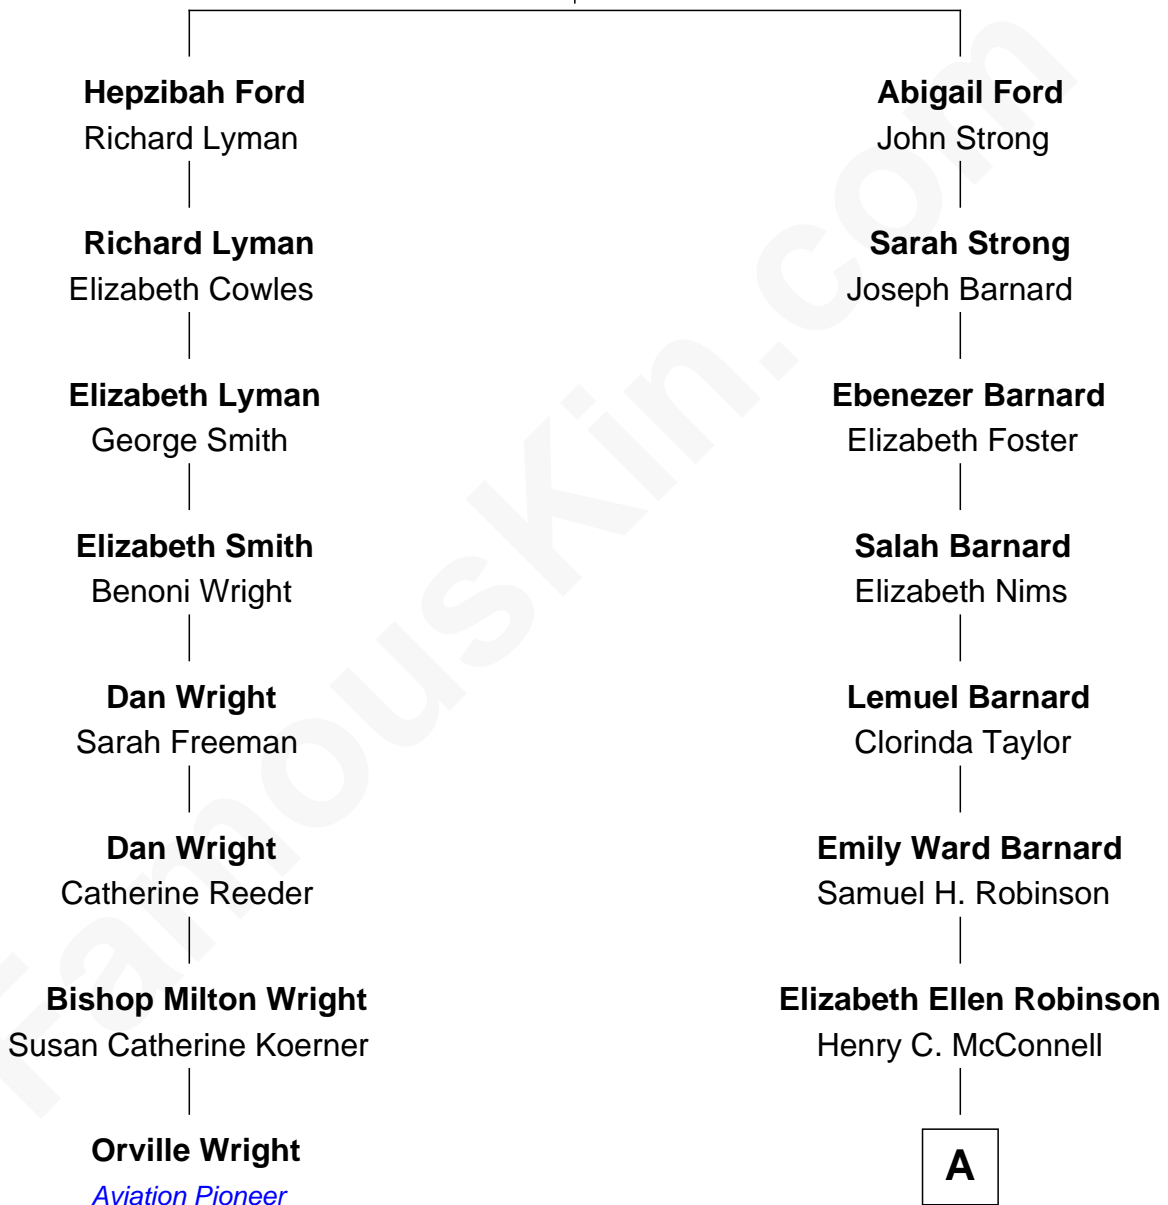 Hepzibah Ford
Richard Lyman
Abigail Ford
John Strong
Richard Lyman
Elizabeth Cowles
Sarah Strong
Joseph Barnard
Elizabeth Lyman
George Smith
Ebenezer Barnard
Elizabeth Foster
Elizabeth Smith
Benoni Wright
Salah Barnard
Elizabeth Nims
Dan Wright
Sarah Freeman
Lemuel Barnard
Clorinda Taylor
Dan Wright
Catherine Reeder
Emily Ward Barnard
Samuel H. Robinson
Bishop Milton Wright
Susan Catherine Koerner
Elizabeth Ellen Robinson
Henry C. McConnell
Orville Wright
Aviation Pioneer
A
FamousKin.com